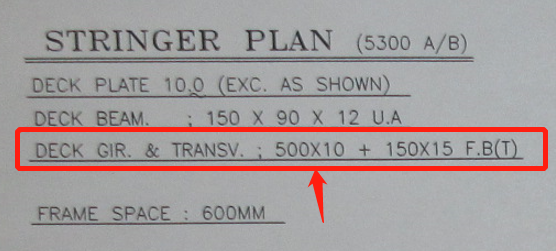 STRINGER PLAN (5300 A/B)
DECK PLATE 10.0 (EXC. AS SHOWN)
DECK BEAM. ; 150 X 90 X 12 U.A
DECK GIR. & TRANSV. ; 500X10 + 150X15 F.B(T)
FRAME SPACE : 600MM